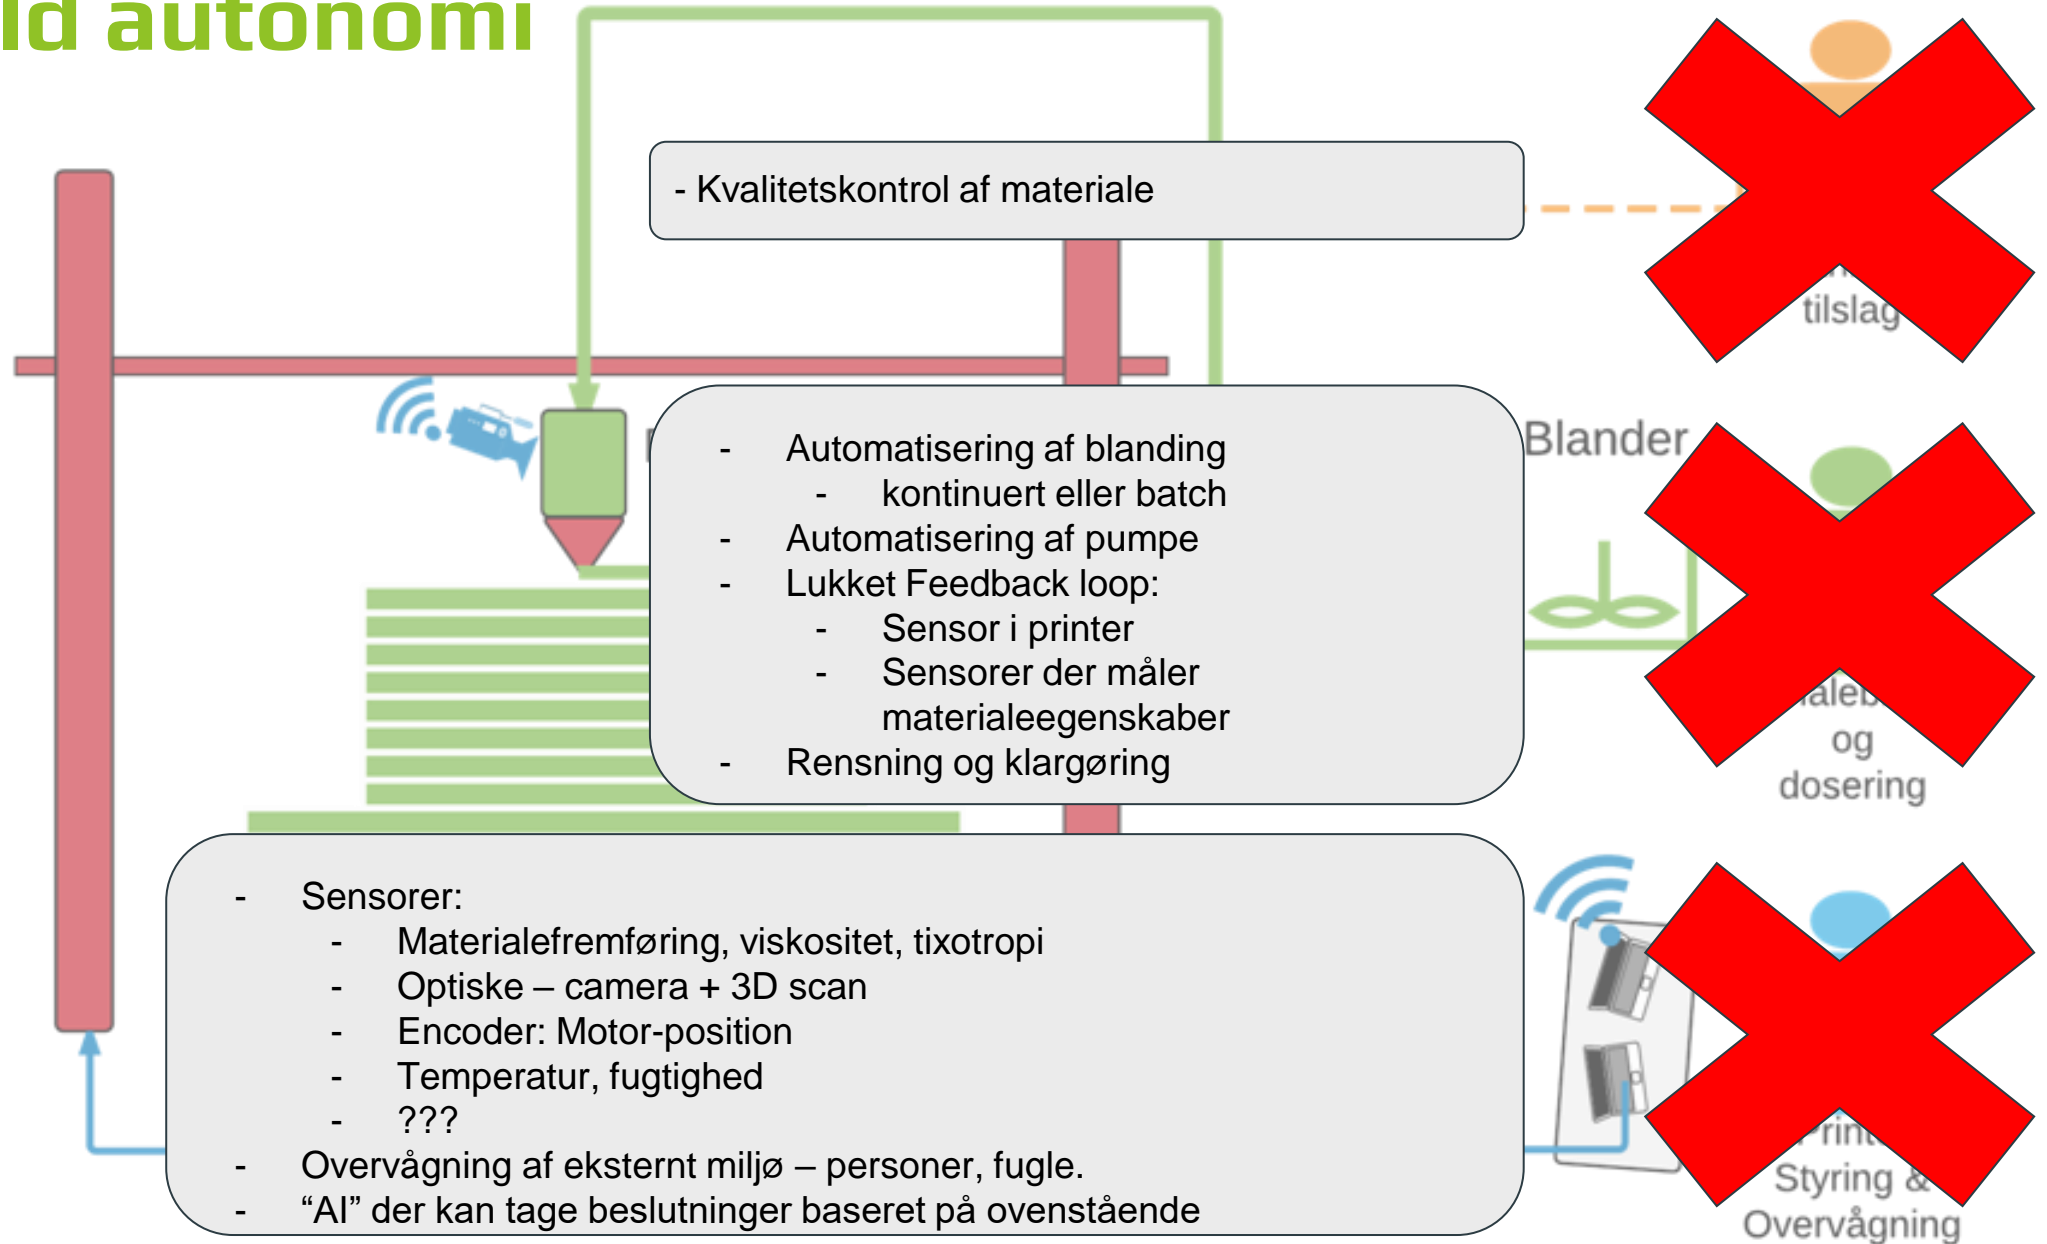 autonomi
- Kvalitetskontrol af materiale
tilslag
Blander
- Automatisering af blanding
- kontinuert eller batch
- Automatisering af pumpe
- Lukket Feedback loop:
- Sensor i printer
- Sensorer der måler
materialeegenskaber
- Rensning og klargøring
og
dosering
- Sensorer:
- Materialefremføring, viskositet, tixotropi
- Optiske – camera + 3D scan
- Encoder: Motor-position
- Temperatur, fugtighed
- ???
- Overvågning af eksternt miljø – personer, fugle.
- “AI” der kan tage beslutninger baseret på ovenstående
Styring &
Overvågning